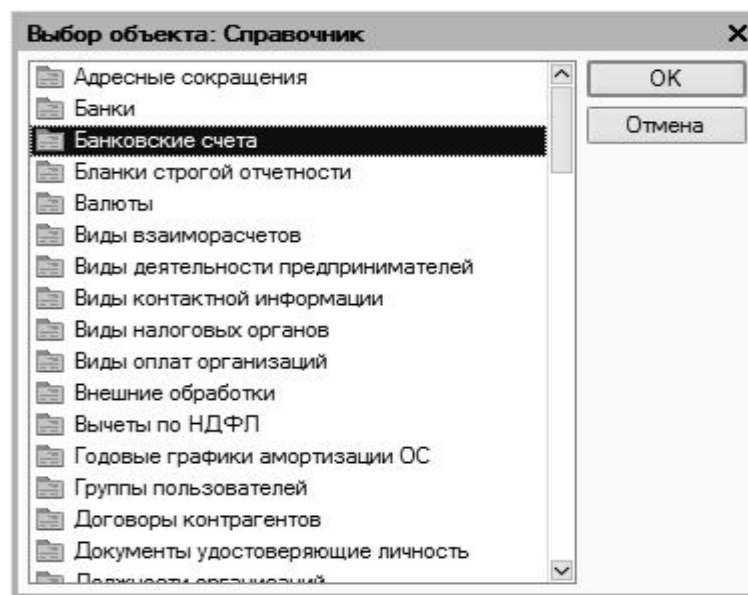 Выбор объекта: Справочник
Адресные сокращения
Банки
Банковские счета
Бланки строгой отчетности
Валюты
Виды взаиморасчетов
Виды деятельности предпринимателей
Виды контактной информации
Виды налоговых органов
Виды оплат организаций
Внешние обработки
Вычеты по НДФЛ
Годовые графики амортизации ОС
Группы пользователей
Договоры контрагентов
Документы удостоверяющие личность
Должности организаций
OK
Отмена